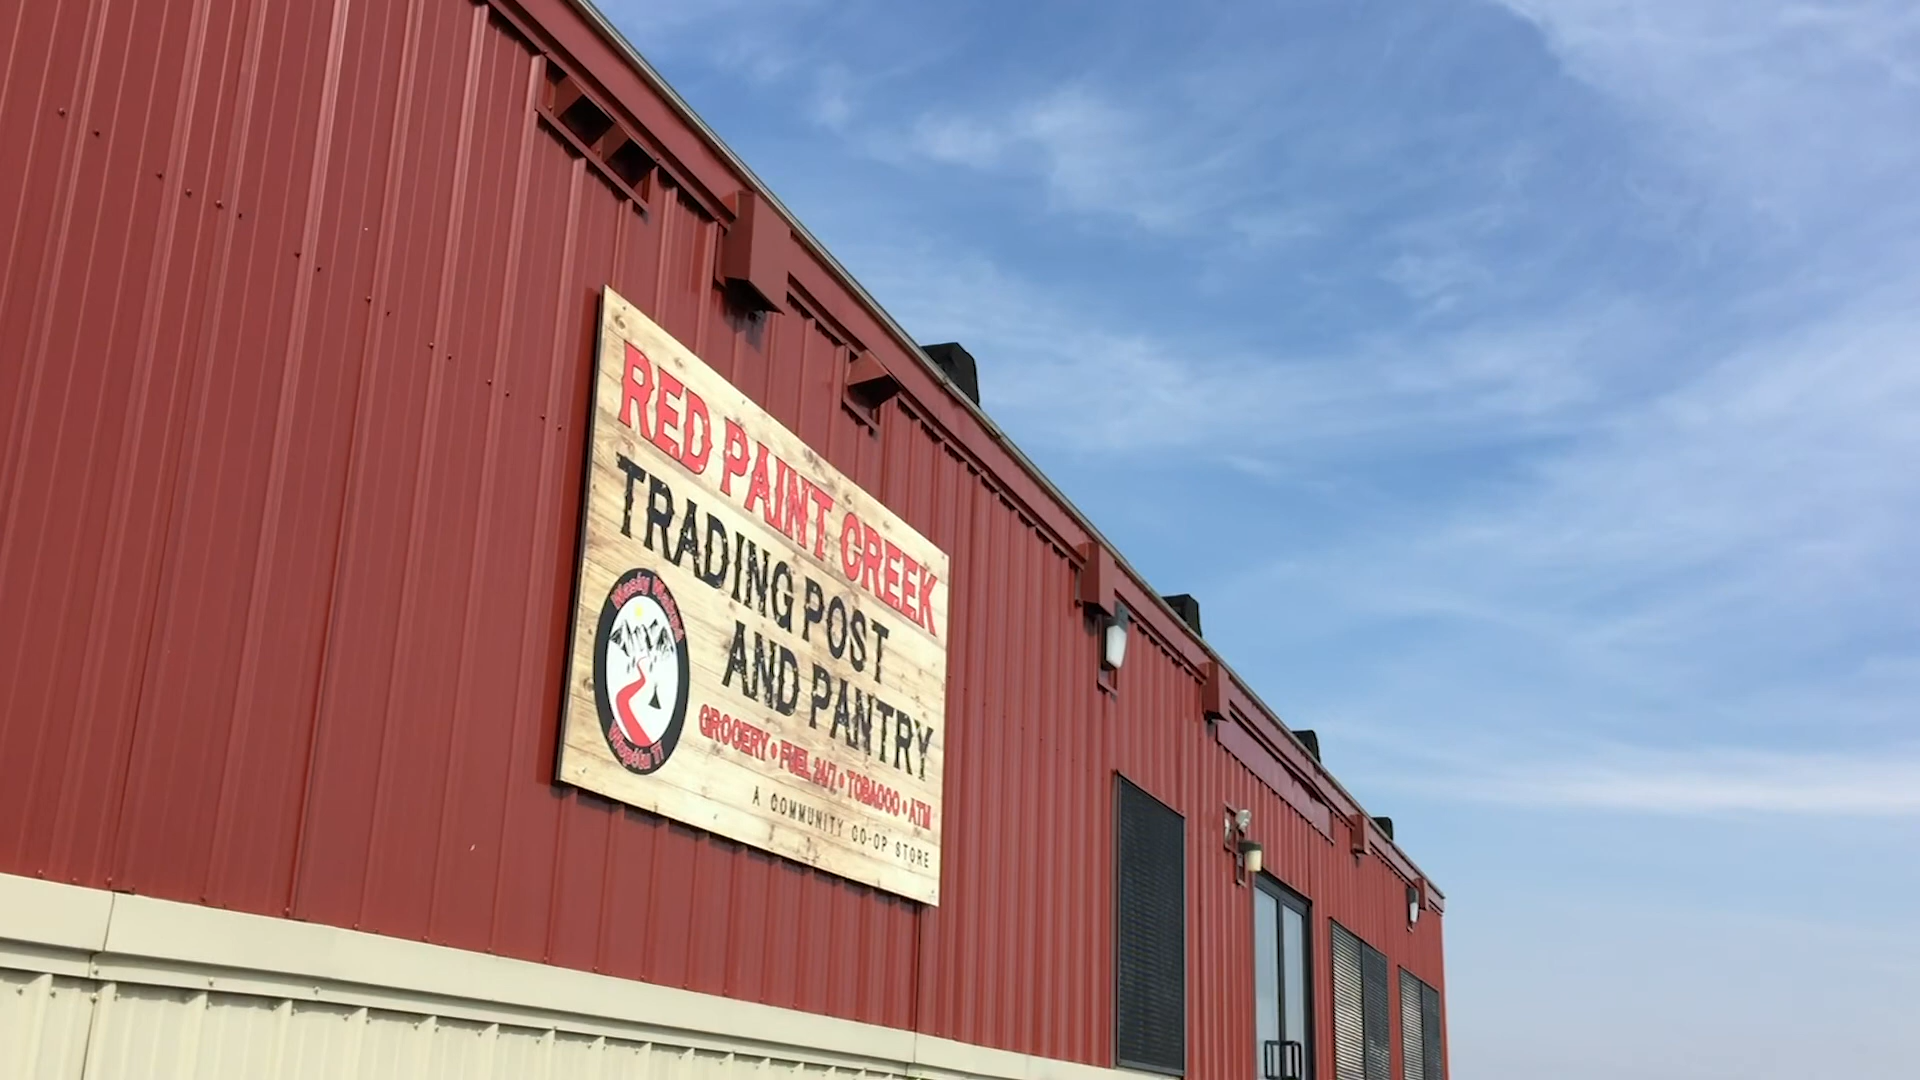 RED PAINT CREEK
TRADING POST
AND PANTRY
GROCERY • FUEL 24/7 • TOBACCO • ATM
A COMMUNITY CO-OP STORE